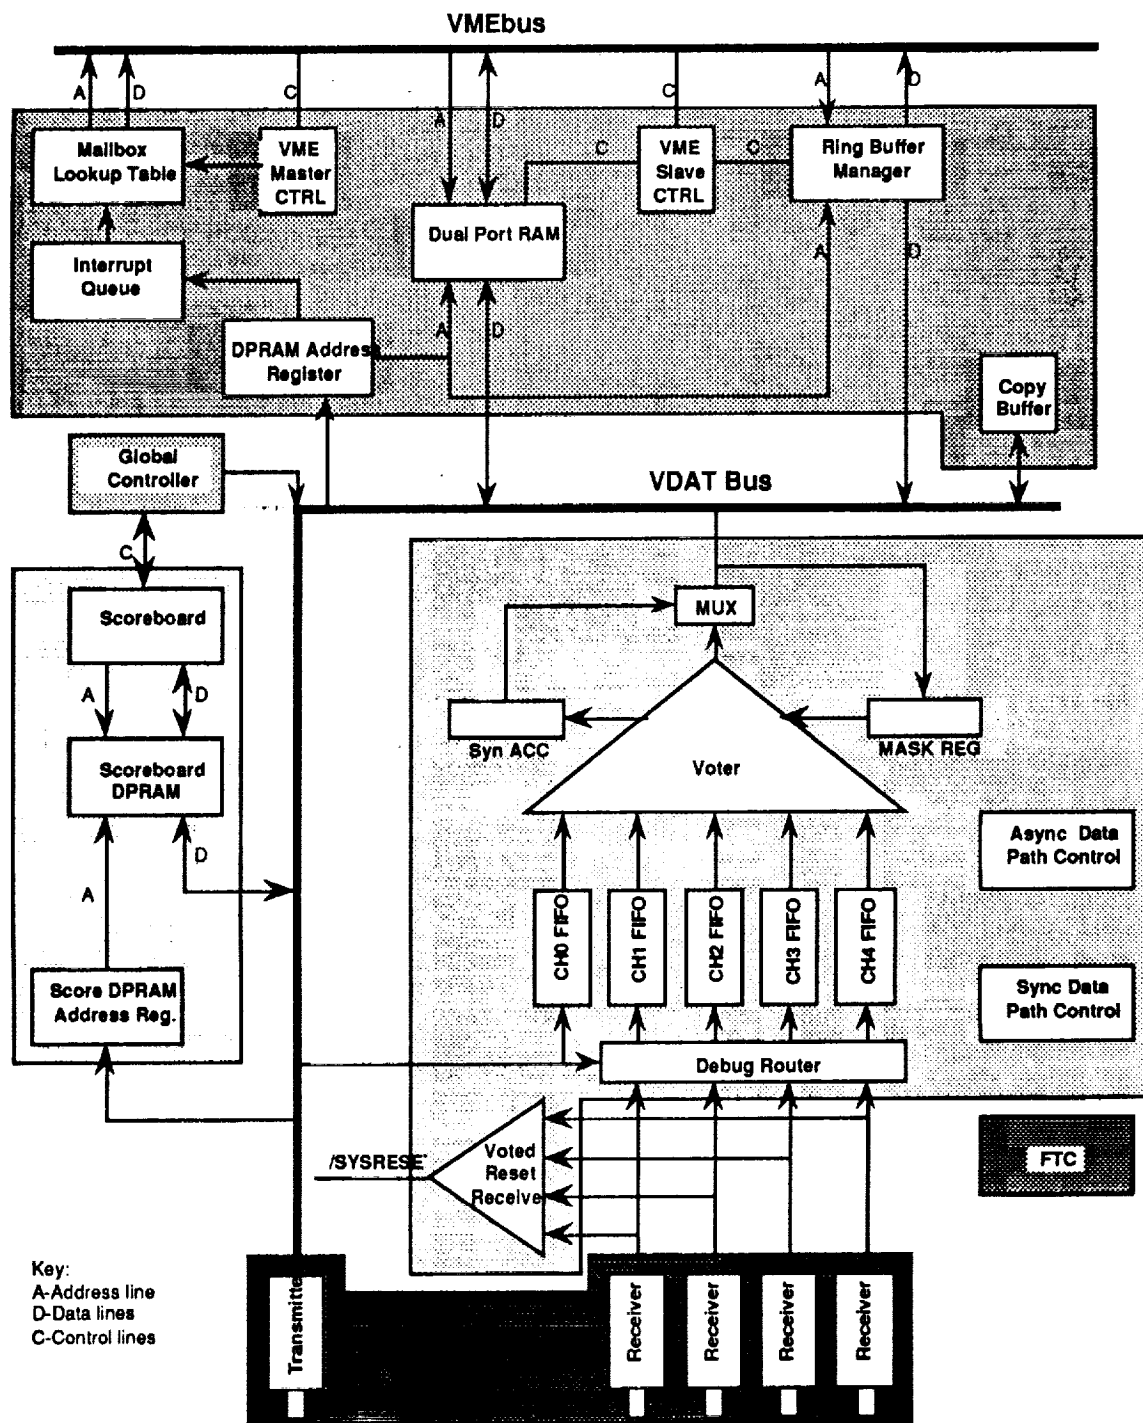 VMEbus
A
D
C
A
D
C
A
D
Mailbox
Lookup Table
VME
Master
CTRL
C
VME
Slave
CTRL
C
Ring Buffer
Manager
Dual Port RAM
Interrupt
Queue
A
D
A
D
DPRAM Address
Register
Copy
Buffer
Global
Controller
VDAT Bus
C
Scoreboard
MUX
A
D
Syn ACC
MASK REG
Voter
Scoreboard
DPRAM
D
A
Async Data
Path Control
CH0 FIFO
CH1 FIFO
CH2 FIFO
CH3 FIFO
CH4 FIFO
Score DPRAM
Address Reg.
Sync Data
Path Control
Debug Router
/SYSRESE
Voted
Reset
Receive
FTC
Key:
A-Address line
D-Data lines
C-Control lines
Transmitte
Receiver
Receiver
Receiver
Receiver